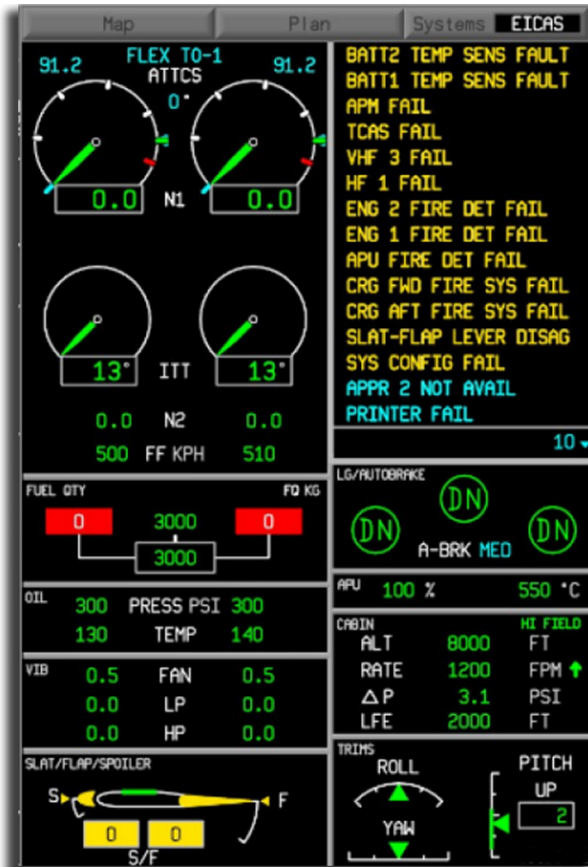 Map Plan Systems EICAS
91.2 FLEX TO-1 91.2
ATTCS
0°
0.0 N1 0.0
13° ITT 13°
0.0 N2 0.0
500 FF KPH 510
FUEL QTY FQ KG
0 3000 0
3000
OIL 300 PRESS PSI 300
130 TEMP 140
VIB 0.5 FAN 0.5
0.0 LP 0.0
0.0 HP 0.0
SLAT/FLAP/SPOILER
S F
0 0
S/F
BATT2 TEMP SENS FAULT
BATT1 TEMP SENS FAULT
APM FAIL
TCAS FAIL
VHF 3 FAIL
HF 1 FAIL
ENG 2 FIRE DET FAIL
ENG 1 FIRE DET FAIL
APU FIRE DET FAIL
CRG FWD FIRE SYS FAIL
CRG AFT FIRE SYS FAIL
SLAT-FLAP LEVER DISAG
SYS CONFIG FAIL
APPR 2 NOT AVAIL
PRINTER FAIL
10
LG/AUTOBRAKE
DN DN DN
A-BRK MED
APU 100 % 550 °C
CABIN HI FIELD
ALT 8000 FT
RATE 1200 FPM ↑
Δ P 3.1 PSI
LFE 2000 FT
TRIMS
ROLL PITCH
UP
2
YAW